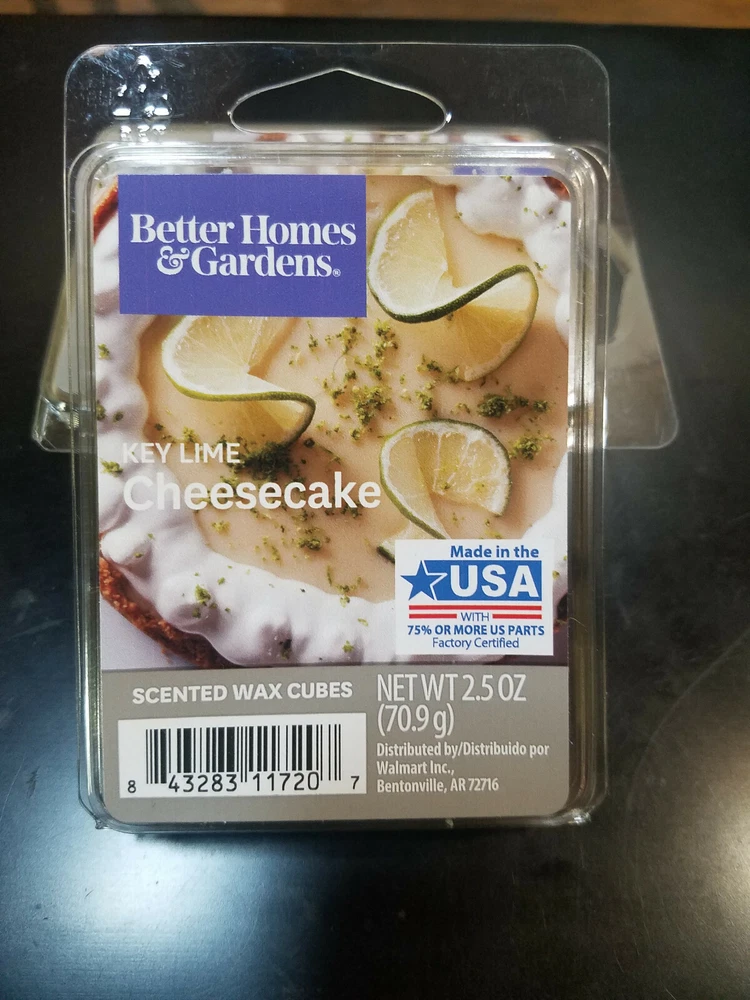 Better Homes
& Gardens®
KEY LIME
Cheesecake
Made in the
USA
WITH
75% OR MORE US PARTS
Factory Certified
SCENTED WAX CUBES
NET WT 2.5 OZ
(70.9 g)
Distributed by/Distribuido por
Walmart Inc.,
Bentonville, AR 72716
8 43283 11720 7